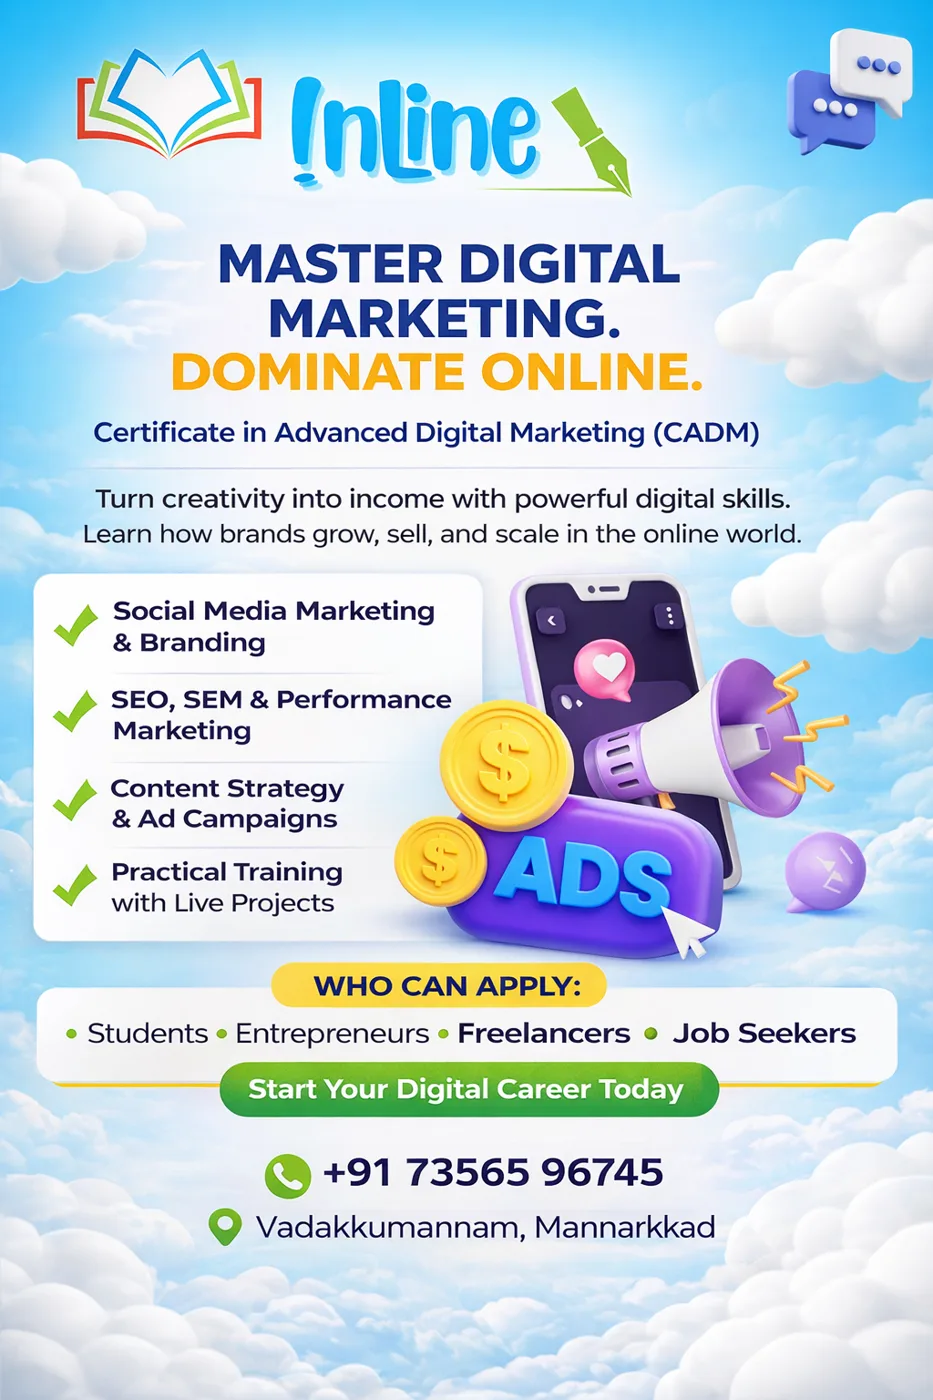 Inline
MASTER DIGITAL
MARKETING.
DOMINATE ONLINE.
Certificate in Advanced Digital Marketing (CADM)
Turn creativity into income with powerful digital skills.
Learn how brands grow, sell, and scale in the online world.
Social Media Marketing
& Branding
SEO, SEM & Performance
Marketing
Content Strategy
& Ad Campaigns
Practical Training
with Live Projects
$
$
ADS
WHO CAN APPLY:
• Students • Entrepreneurs • Freelancers • Job Seekers
Start Your Digital Career Today
+91 73565 96745
Vadakkumannam, Mannarkkad